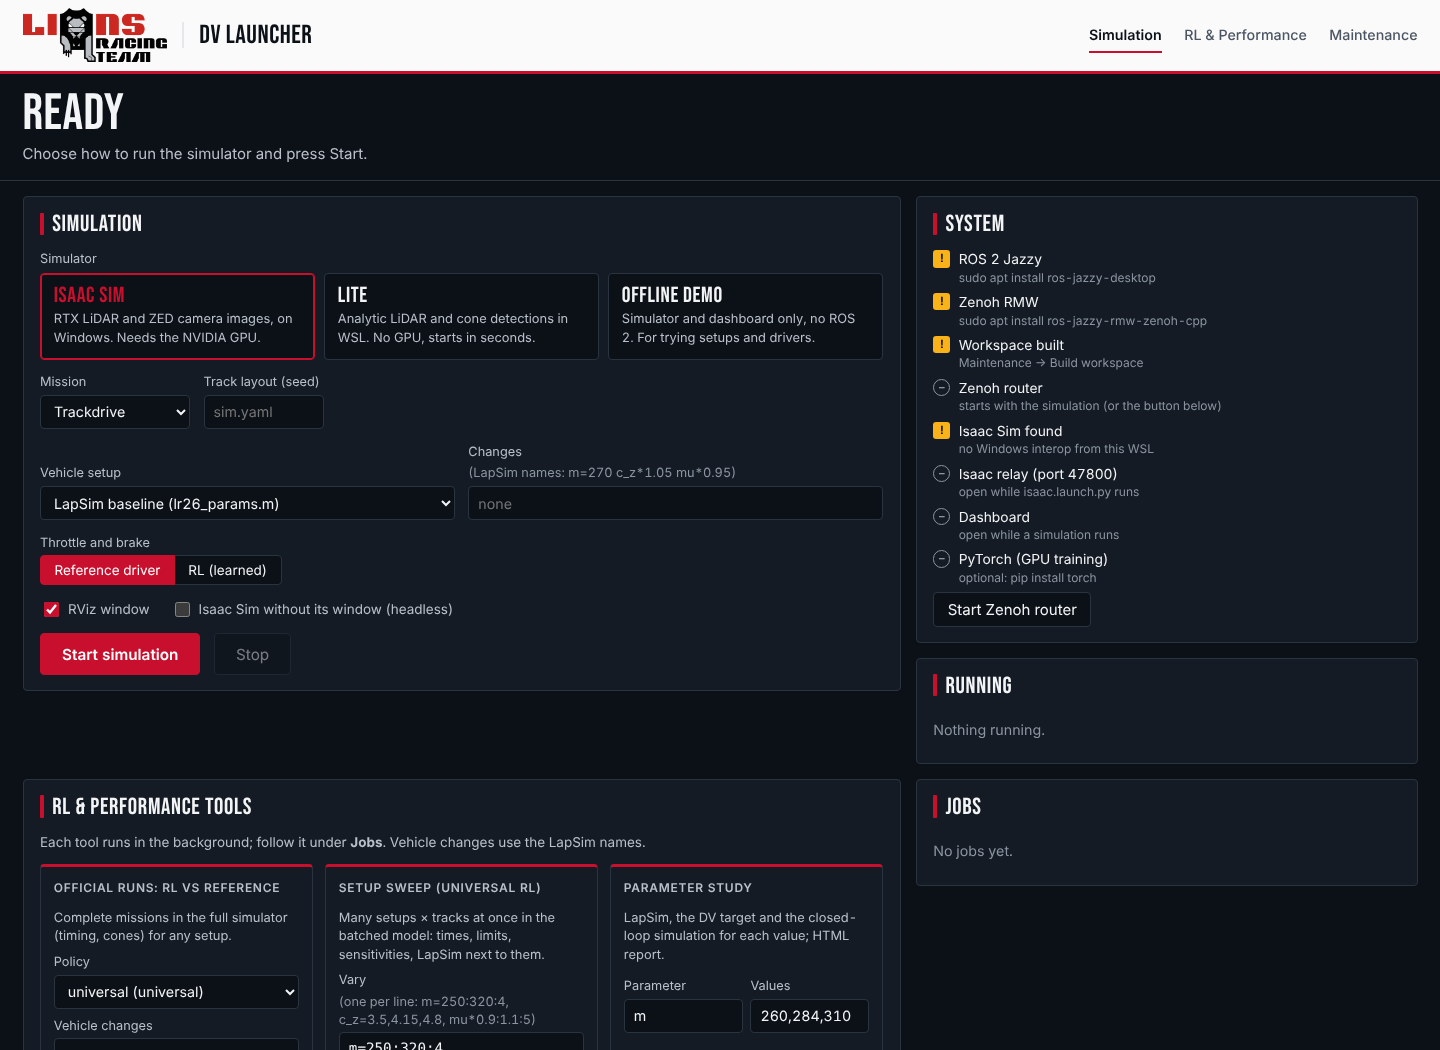 LIONS
RACING
TEAM
DV LAUNCHER
Simulation
RL & Performance
Maintenance
READY
Choose how to run the simulator and press Start.
SIMULATION
Simulator
ISAAC SIM
RTX LiDAR and ZED camera images, on
Windows. Needs the NVIDIA GPU.
LITE
Analytic LiDAR and cone detections in
WSL. No GPU, starts in seconds.
OFFLINE DEMO
Simulator and dashboard only, no ROS
2. For trying setups and drivers.
Mission
Track layout (seed)
Trackdrive
sim.yaml
Vehicle setup
Changes
(LapSim names: m=270 c_z*1.05 mu*0.95)
LapSim baseline (lr26_params.m)
none
Throttle and brake
Reference driver
RL (learned)
RViz window
Isaac Sim without its window (headless)
Start simulation
Stop
SYSTEM
! ROS 2 Jazzy
sudo apt install ros-jazzy-desktop
! Zenoh RMW
sudo apt install ros-jazzy-rmw-zenoh-cpp
! Workspace built
Maintenance → Build workspace
– Zenoh router
starts with the simulation (or the button below)
! Isaac Sim found
no Windows interop from this WSL
– Isaac relay (port 47800)
open while isaac.launch.py runs
– Dashboard
open while a simulation runs
– PyTorch (GPU training)
optional: pip install torch
Start Zenoh router
RUNNING
Nothing running.
RL & PERFORMANCE TOOLS
Each tool runs in the background; follow it under Jobs. Vehicle changes use the LapSim names.
OFFICIAL RUNS: RL VS REFERENCE
Complete missions in the full simulator
(timing, cones) for any setup.
Policy
universal (universal)
Vehicle changes
SETUP SWEEP (UNIVERSAL RL)
Many setups × tracks at once in the
batched model: times, limits,
sensitivities, LapSim next to them.
Vary
(one per line: m=250:320:4,
c_z=3.5,4.15,4.8, mu*0.9:1.1:5)
m=250:320:4
PARAMETER STUDY
LapSim, the DV target and the closed-
loop simulation for each value; HTML
report.
Parameter
Values
m
260,284,310
JOBS
No jobs yet.